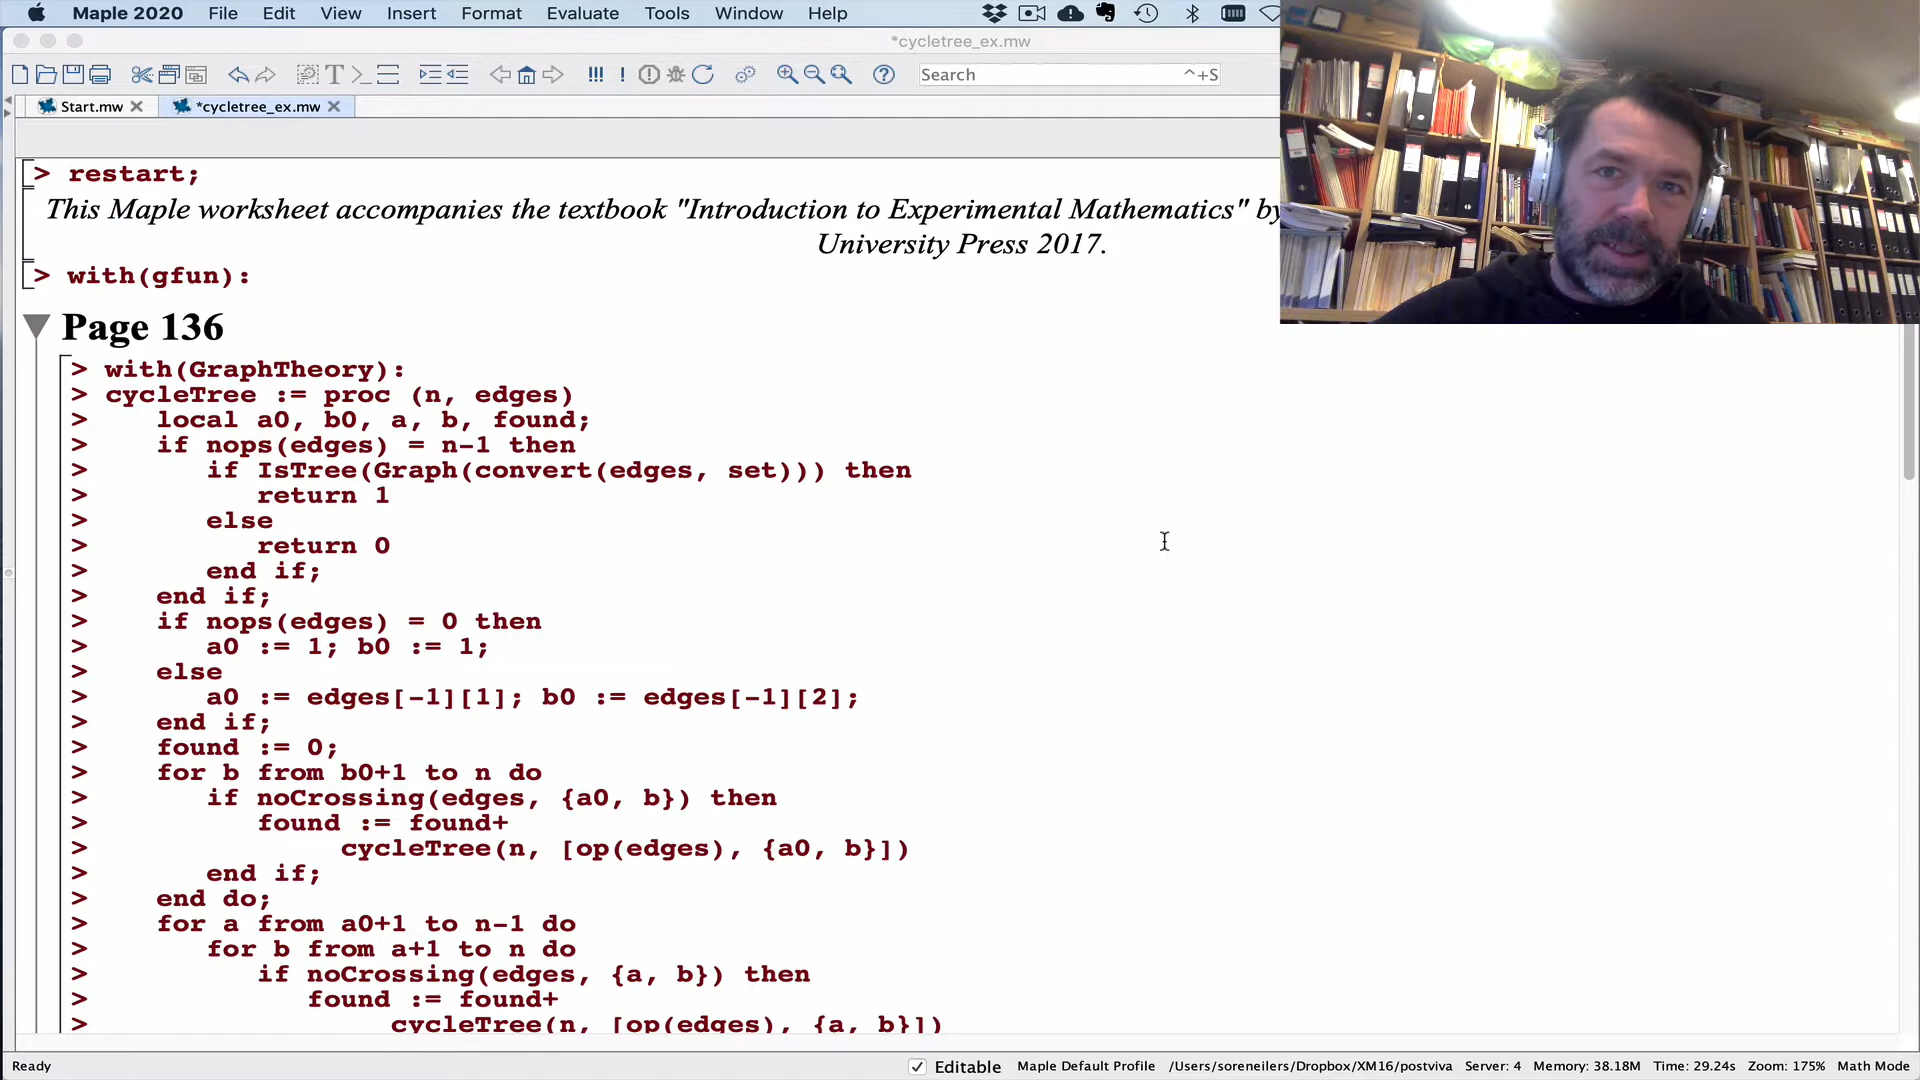 Maple 2020 File Edit View Insert Format Evaluate Tools Window Help
*cycletree_ex.mw
Search ^+S
Start.mw *cycletree_ex.mw
> restart;
This Maple worksheet accompanies the textbook "Introduction to Experimental Mathematics" by
University Press 2017.
> with(gfun):
Page 136
> with(GraphTheory):
> cycleTree := proc (n, edges)
> local a0, b0, a, b, found;
> if nops(edges) = n-1 then
> if IsTree(Graph(convert(edges, set))) then
> return 1
> else
> return 0
> end if;
> end if;
> if nops(edges) = 0 then
> a0 := 1; b0 := 1;
> else
> a0 := edges[-1][1]; b0 := edges[-1][2];
> end if;
> found := 0;
> for b from b0+1 to n do
> if noCrossing(edges, {a0, b}) then
> found := found+
> cycleTree(n, [op(edges), {a0, b}])
> end if;
> end do;
> for a from a0+1 to n-1 do
> for b from a+1 to n do
> if noCrossing(edges, {a, b}) then
> found := found+
> cycleTree(n, [op(edges), {a, b}])
Ready Editable Maple Default Profile /Users/soreneilers/Dropbox/XM16/postviva Server: 4 Memory: 38.18M Time: 29.24s Zoom: 175% Math Mode